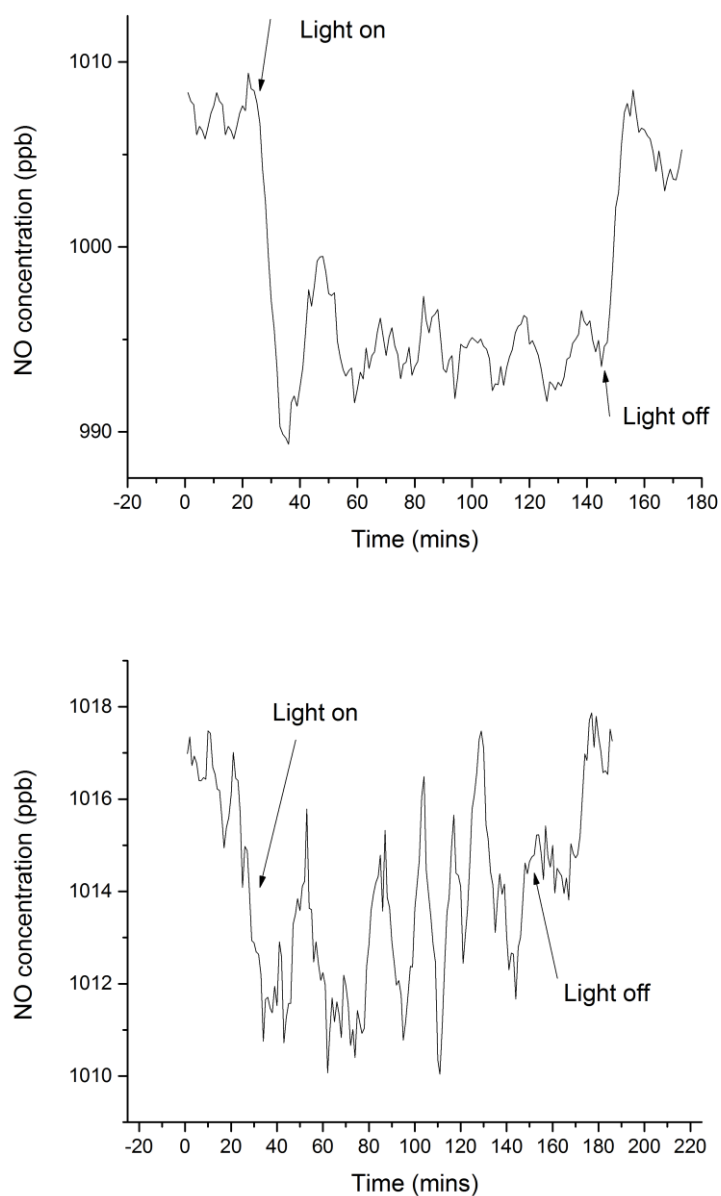 Light on
1010
1000
990
NO concentration (ppb)
Light off
-20 0 20 40 60 80 100 120 140 160 180
Time (mins)
1018
Light on
1016
1014
1012
1010
NO concentration (ppb)
Light off
-20 0 20 40 60 80 100 120 140 160 180 200 220
Time (mins)